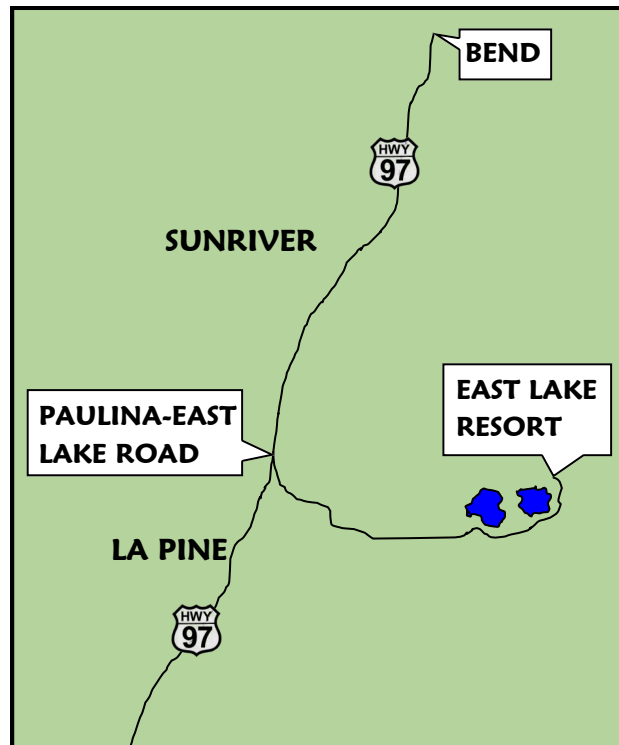 BEND
HWY
97
SUNRIVER
EAST LAKE
RESORT
PAULINA-EAST
LAKE ROAD
LA PINE
HWY
97